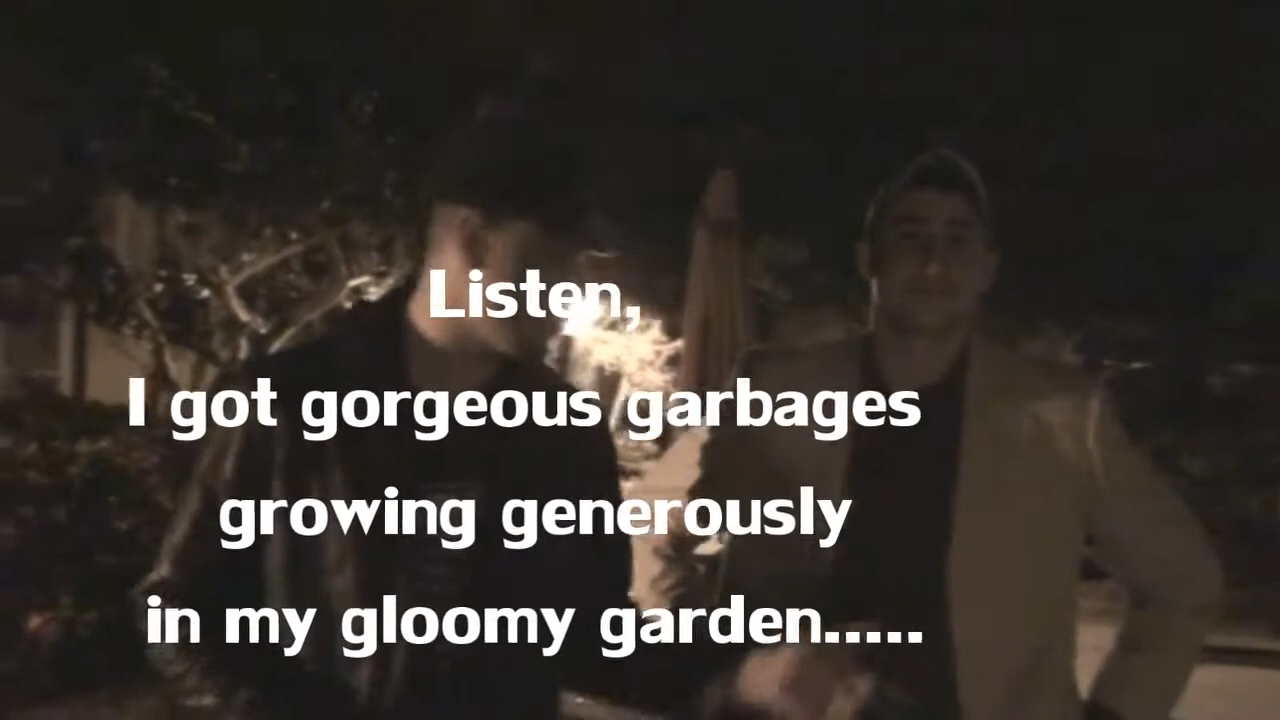 Listen,
I got gorgeous garbages
growing generously
in my gloomy garden.....